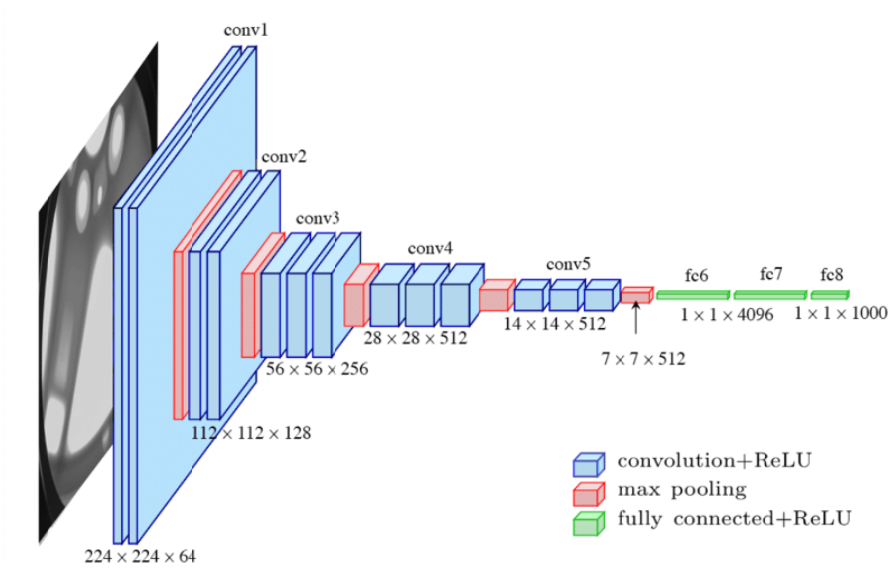 conv1
conv2
conv3
conv4
conv5
fc6 fc7 fc8
1 × 1 × 4096 1 × 1 × 1000
14 × 14 × 512
28 × 28 × 512
7 × 7 × 512
56 × 56 × 256
112 × 112 × 128
224 × 224 × 64
convolution+ReLU
max pooling
fully connected+ReLU